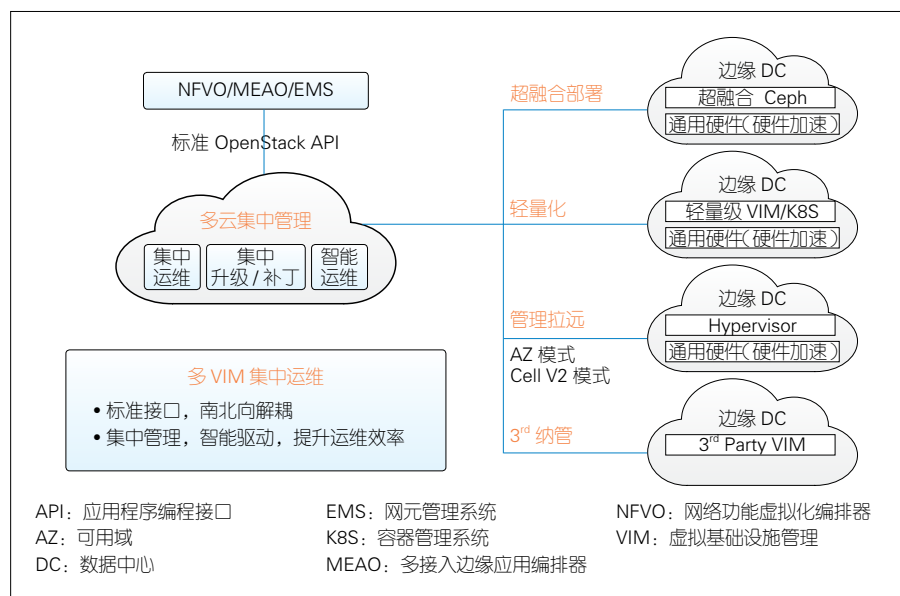 NFVO/MEAO/EMS
标准 OpenStack API
多云集中管理
集中
运维
集中
升级/补丁
智能
运维
多 VIM 集中运维
• 标准接口，南北向解耦
• 集中管理，智能驱动，提升运维效率
超融合部署
轻量化
管理拉远
AZ 模式
Cell V2 模式
3rd 纳管
边缘 DC
超融合 Ceph
通用硬件（硬件加速）
边缘 DC
轻量级 VIM/K8S
通用硬件（硬件加速）
边缘 DC
Hypervisor
通用硬件（硬件加速）
边缘 DC
3rd Party VIM
API：应用程序编程接口
AZ：可用域
DC：数据中心
EMS：网元管理系统
K8S：容器管理系统
MEAO：多接入边缘应用编排器
NFVO：网络功能虚拟化编排器
VIM：虚拟基础设施管理